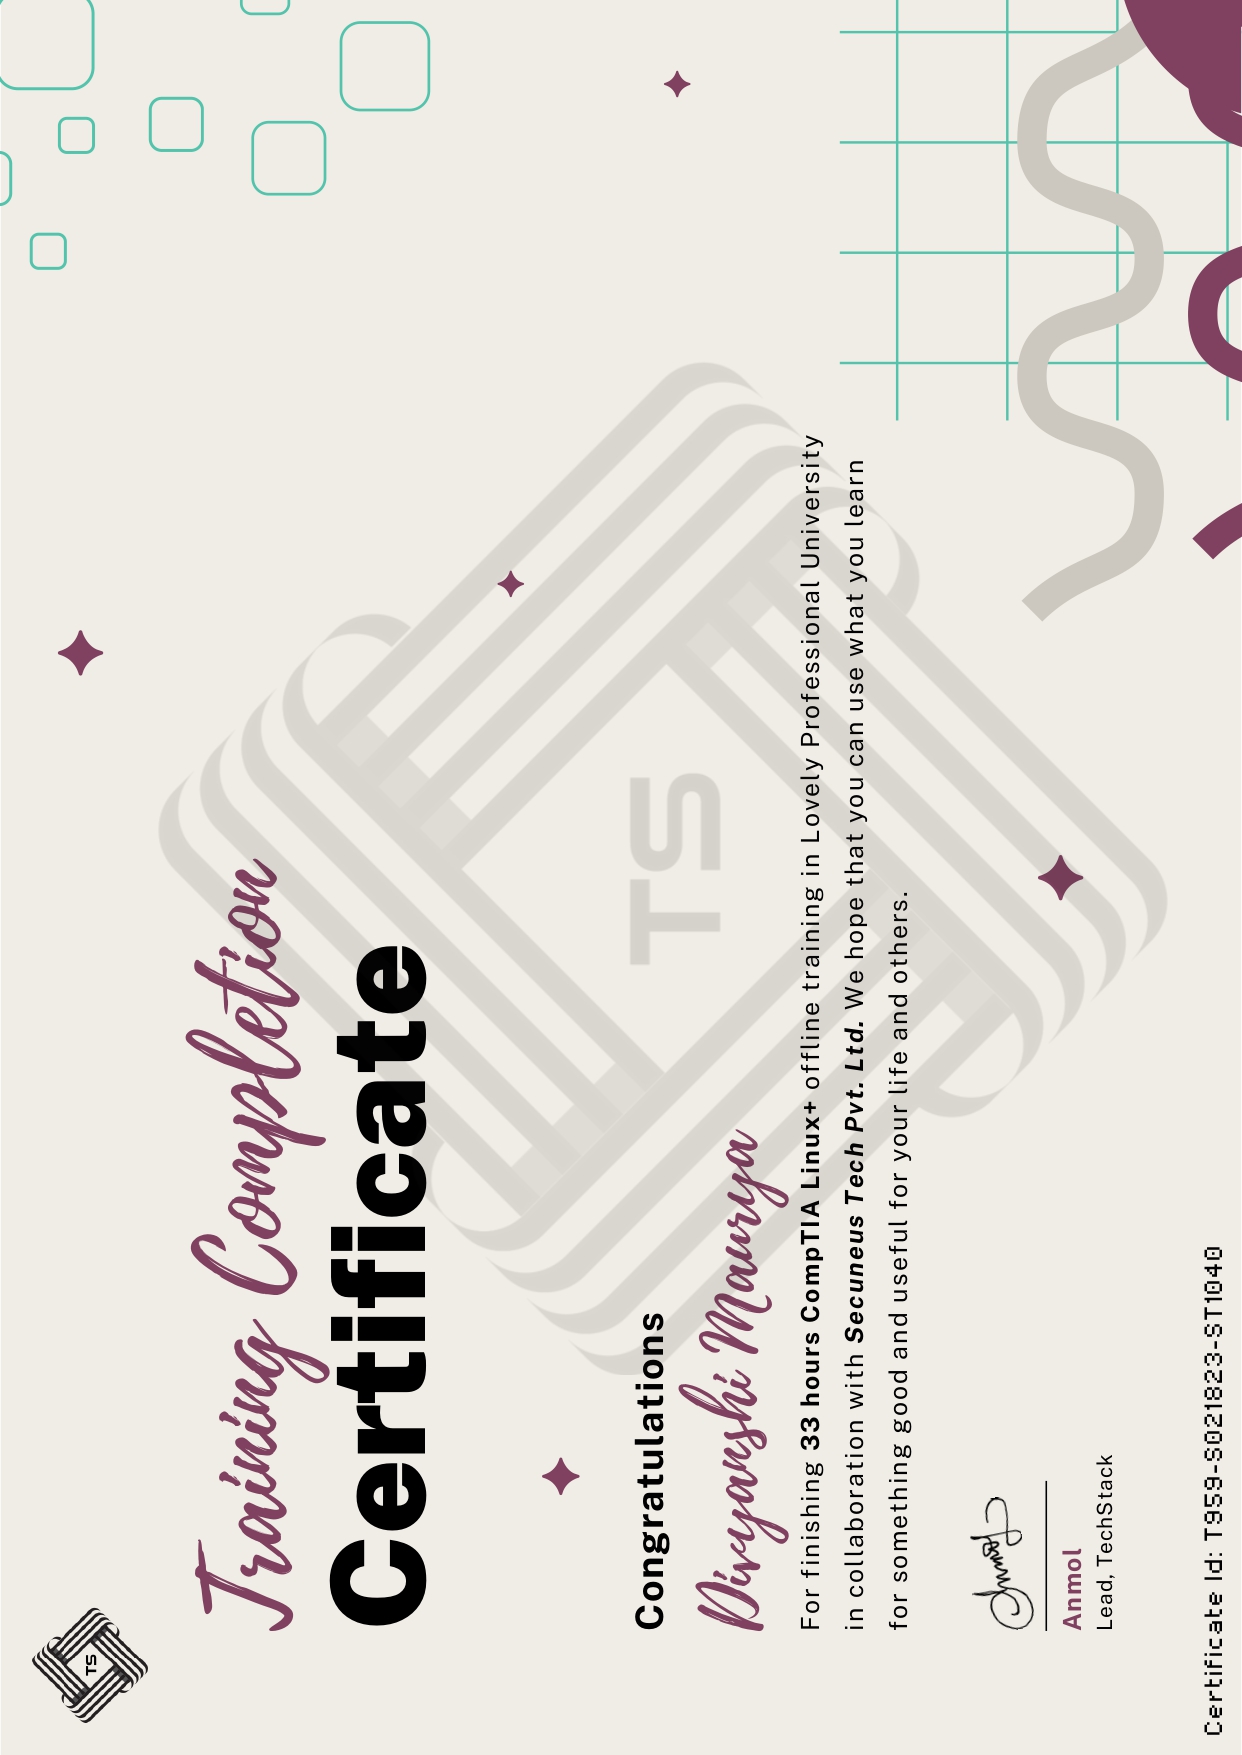 TS
Training Completion
Certificate
TS
Congratulations
Divyanshi Maurya
For finishing 33 hours CompTIA Linux+ offline training in Lovely Professional University
in collaboration with Secuneus Tech Pvt. Ltd. We hope that you can use what you learn
for something good and useful for your life and others.
Anmol
Anmol
Lead, TechStack
Certificate Id: T959-S021823-ST1040